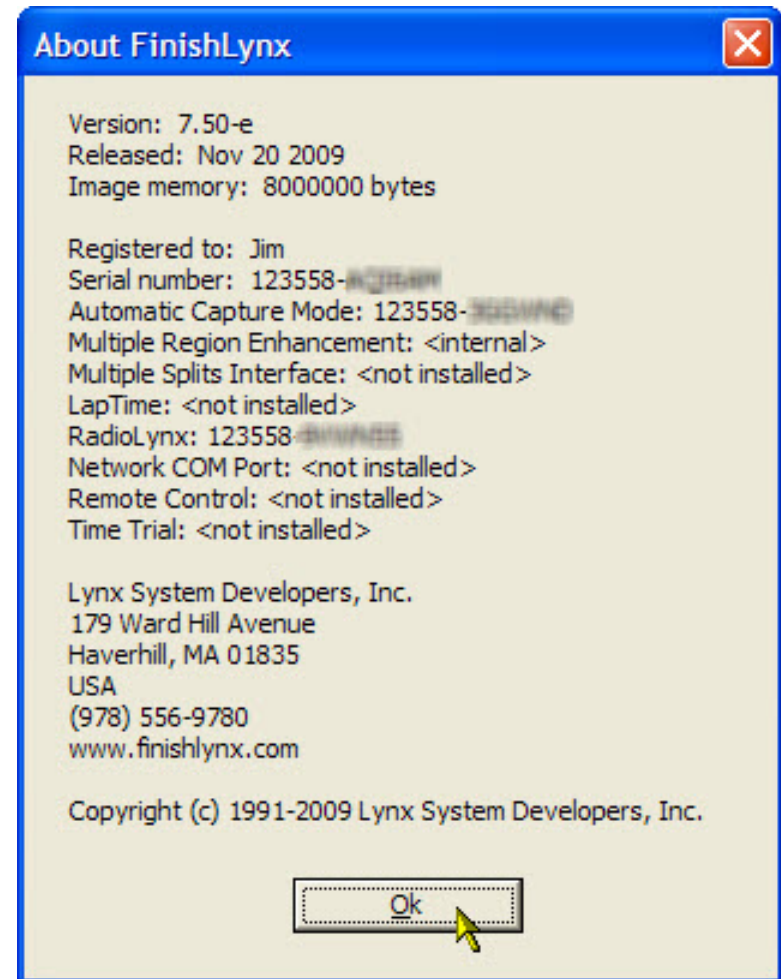 About FinishLynx
Version: 7.50-e
Released: Nov 20 2009
Image memory: 8000000 bytes
Registered to: Jim
Serial number: 123558-
Automatic Capture Mode: 123558-
Multiple Region Enhancement: <internal>
Multiple Splits Interface: <not installed>
LapTime: <not installed>
RadioLynx: 123558-
Network COM Port: <not installed>
Remote Control: <not installed>
Time Trial: <not installed>
Lynx System Developers, Inc.
179 Ward Hill Avenue
Haverhill, MA 01835
USA
(978) 556-9780
www.finishlynx.com
Copyright (c) 1991-2009 Lynx System Developers, Inc.
Ok